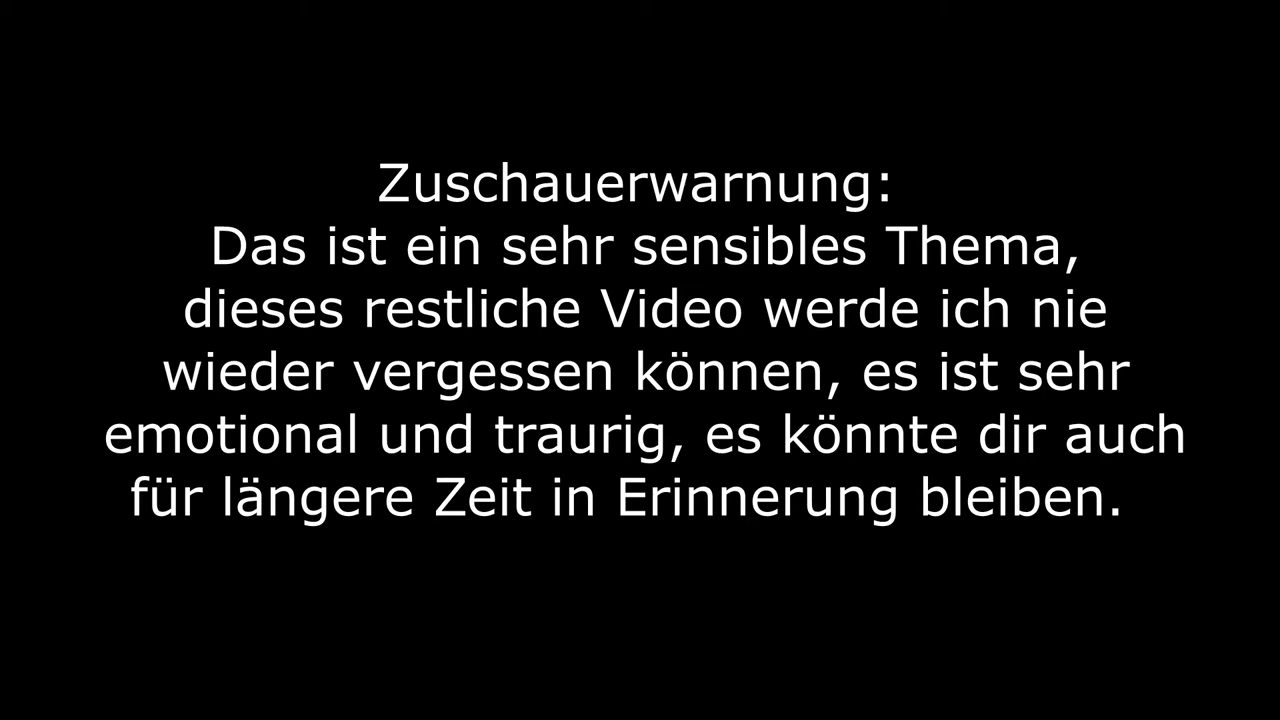 Zuschauerwarnung:
Das ist ein sehr sensibles Thema,
dieses restliche Video werde ich nie
wieder vergessen können, es ist sehr
emotional und traurig, es könnte dir auch
für längere Zeit in Erinnerung bleiben.